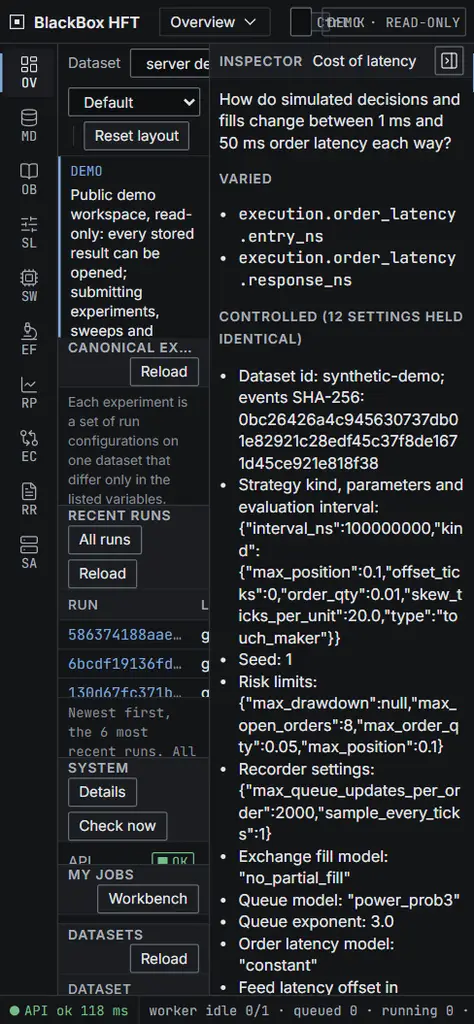 BlackBox HFT
Overview
DEMO · READ-ONLY
OV
MD
OB
SL
SW
EF
RP
EC
RR
SA
Dataset
server de
Default
Reset layout
DEMO
Public demo
workspace, read-
only: every stored
result can be
opened;
submitting
experiments,
sweeps and
CANONICAL EX...
Reload
Each experiment is
a set of run
configurations on
one dataset that
differ only in the
listed variables.
RECENT RUNS
All runs
Reload
RUN
586374188aae…
6bcdf19136fd…
130d67fc371b…
Newest first,
the 6 most
recent runs. All
SYSTEM
Details
Check now
API
OK
MY JOBS
Workbench
DATASETS
Reload
DATASET
INSPECTOR Cost of latency
How do simulated decisions and
fills change between 1 ms and
50 ms order latency each way?
VARIED
• execution.order_latency
.entry_ns
• execution.order_latency
.response_ns
CONTROLLED (12 SETTINGS HELD
IDENTICAL)
• Dataset id: synthetic-demo;
events SHA-256:
0bc26426a4c945630737db0
1e82921c28edf45c37f8de167
1d45ce921e818f38
• Strategy kind, parameters and
evaluation interval:
{"interval_ns":100000000,"kin
d":
{"max_position":0.1,"offset_tic
ks":0,"order_qty":0.01,"skew_t
icks_per_unit":20.0,"type":"to
uch_maker"}}
• Seed: 1
• Risk limits:
{"max_drawdown":null,"max_
open_orders":8,"max_order_q
ty":0.05,"max_position":0.1}
• Recorder settings:
{"max_queue_updates_per_or
der":2000,"sample_every_tick
s":1}
• Exchange fill model:
"no_partial_fill"
• Queue model: "power_prob3"
• Queue exponent: 3.0
• Order latency model:
"constant"
• Feed latency offset in
API ok 118 ms
worker idle 0/1 · queued 0 · running 0 ·